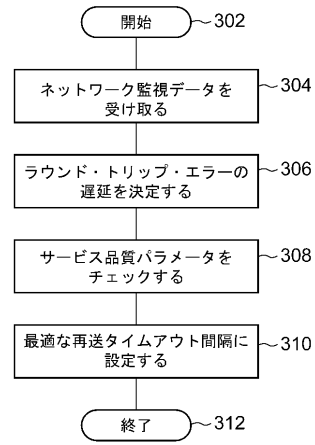 開始
302
ネットワーク監視データを
受け取る
304
ラウンド・トリップ・エラーの
遅延を決定する
306
サービス品質パラメータを
チェックする
308
最適な再送タイムアウト間隔に
設定する
310
終了
312